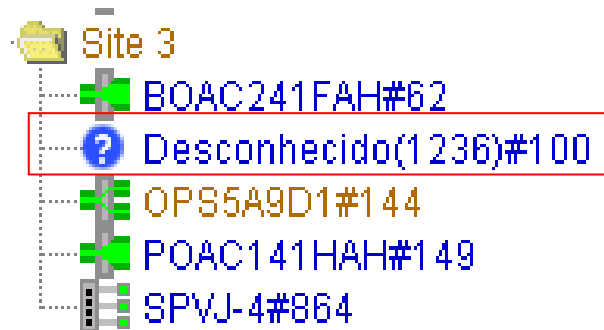 Site 3
BOAC241FAH#62
Desconhecido(1236)#100
OPS5A9D1#144
POAC141HAH#149
SPVJ-4#864